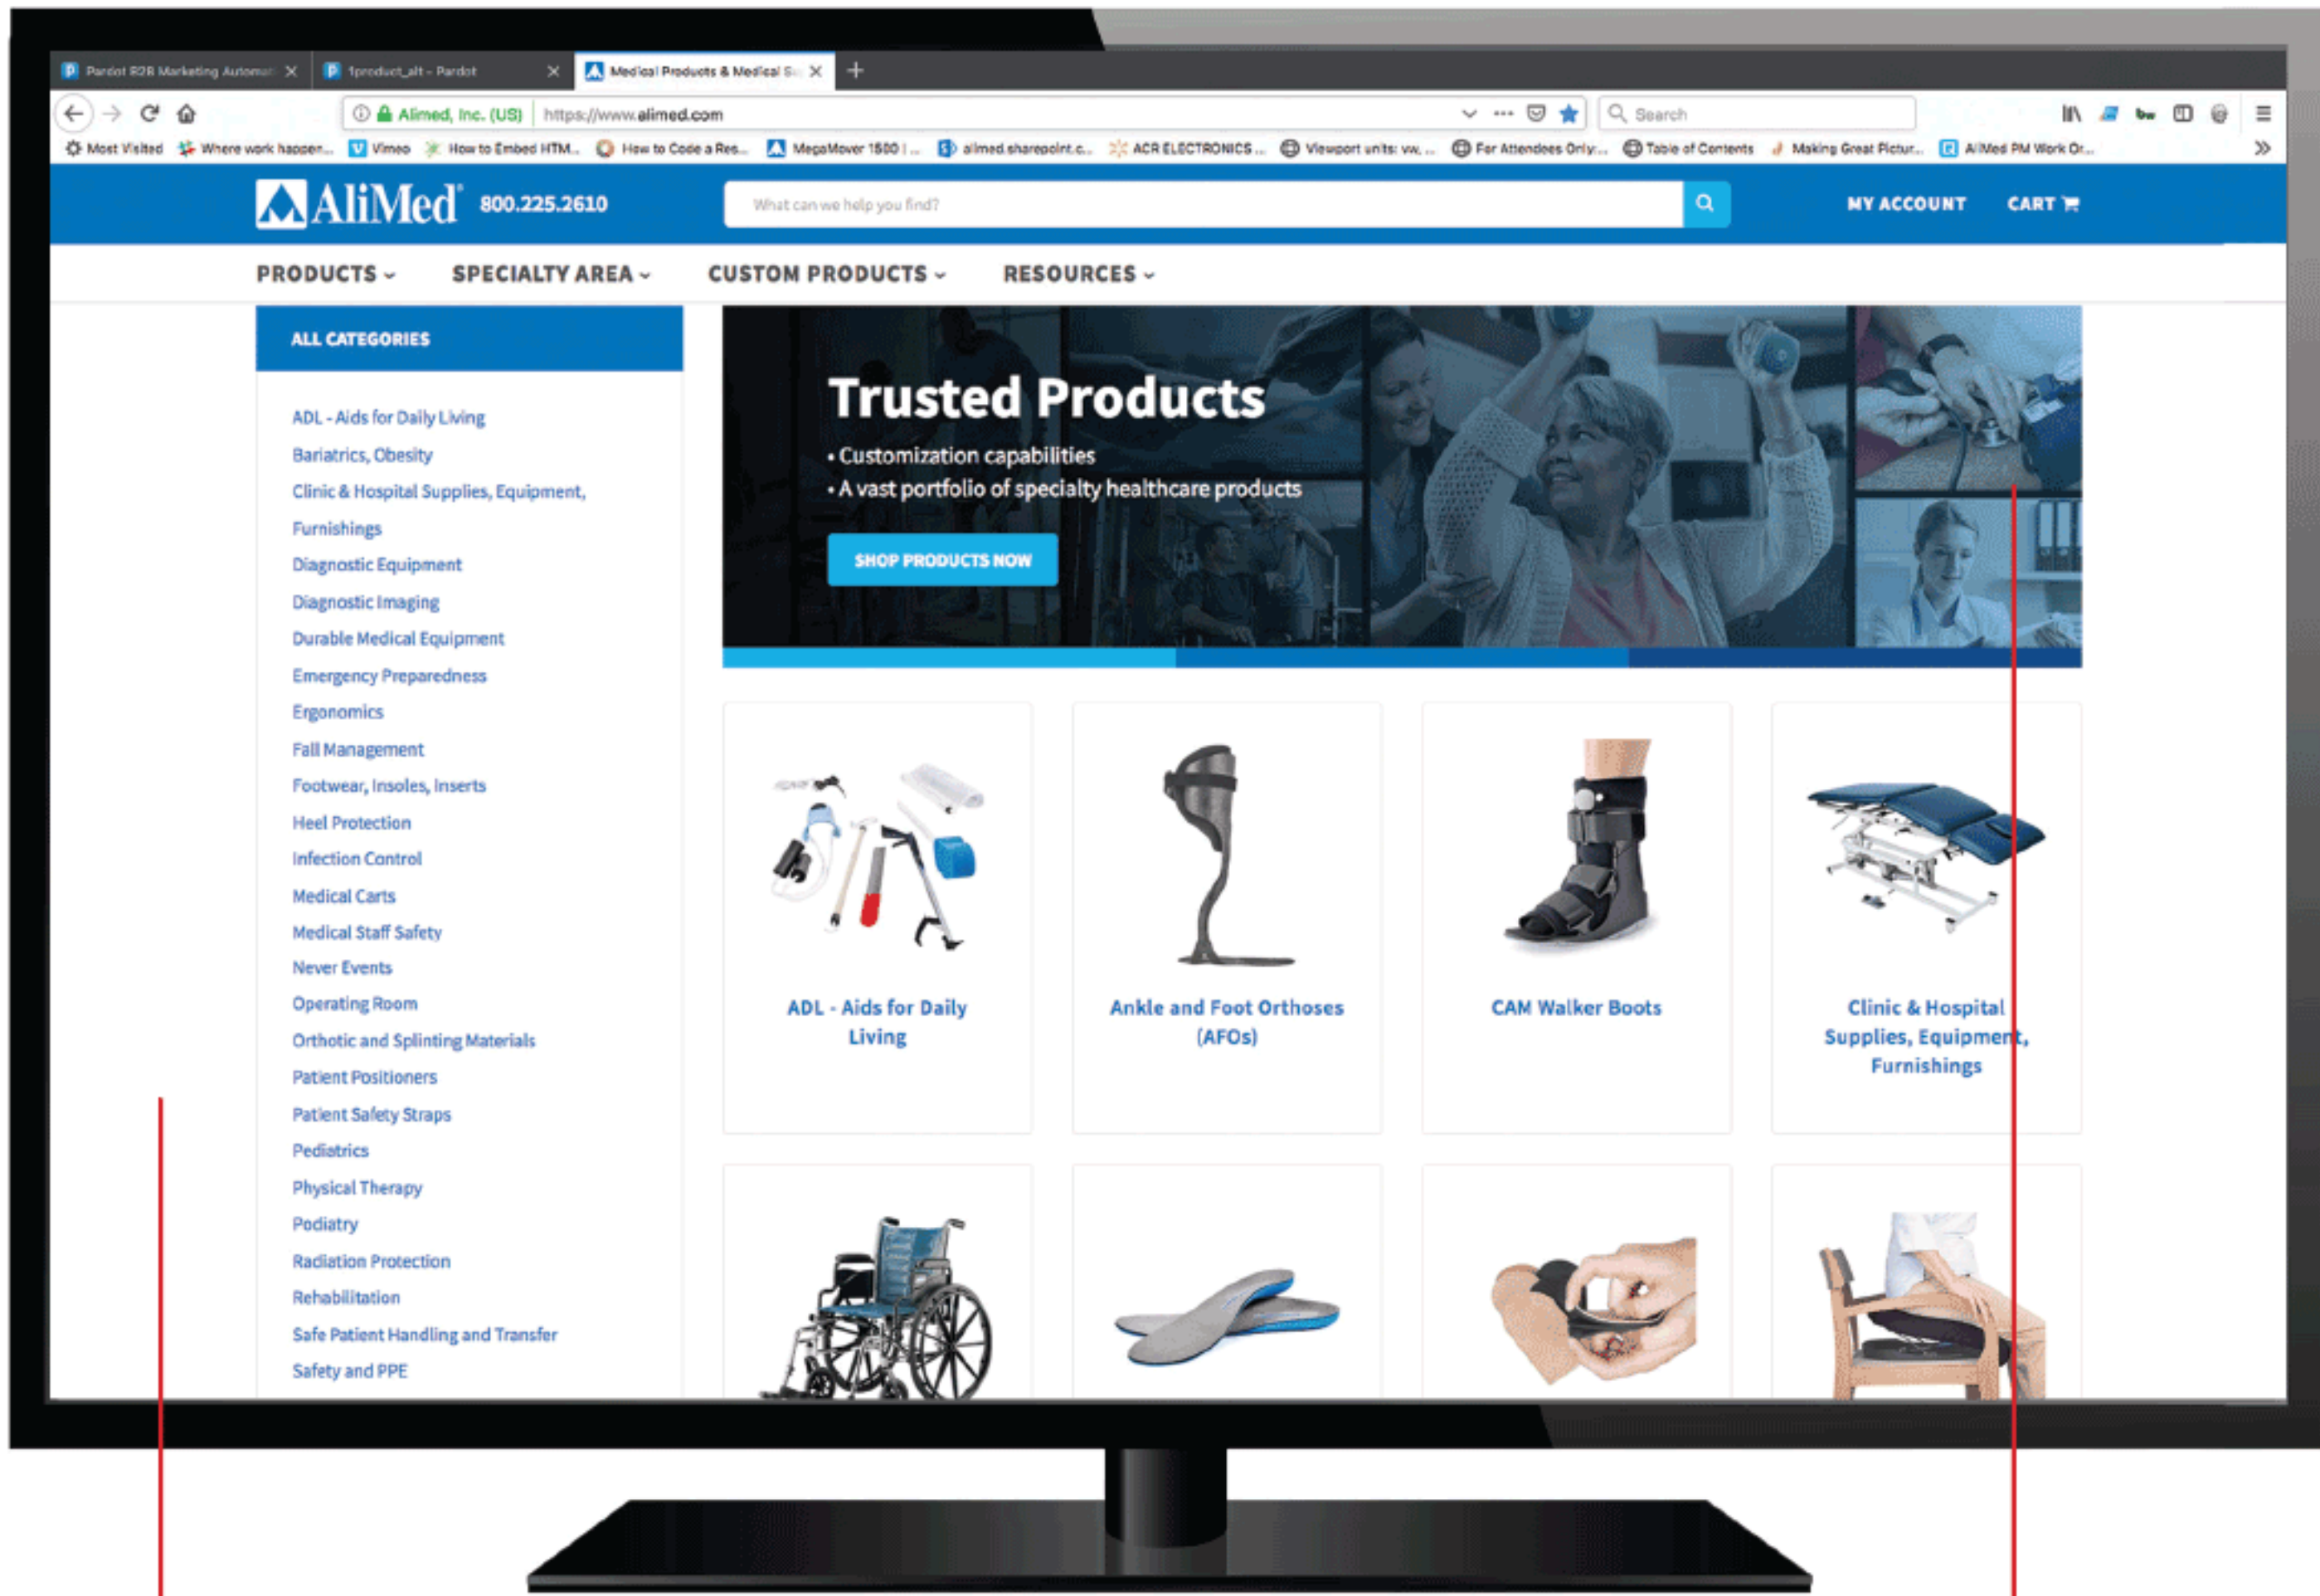 Pardot B2B Marketing Automati
1product_alt – Pardot
Medical Products & Medical Su
Alimed, Inc. (US)
https://www.alimed.com
Search
Most Visited
Where work happen...
Vimeo
How to Embed HTM...
How to Code a Res...
MegaMover 1500 | ...
alimed.sharepoint.c...
ACR ELECTRONICS ...
Viewport units: vw, ...
For Attendees Only:...
Table of Contents
Making Great Pictur...
AliMed PM Work Or...
AliMed®
800.225.2610
What can we help you find?
MY ACCOUNT
CART
PRODUCTS
SPECIALTY AREA
CUSTOM PRODUCTS
RESOURCES
ALL CATEGORIES
ADL - Aids for Daily Living
Bariatrics, Obesity
Clinic & Hospital Supplies, Equipment,
Furnishings
Diagnostic Equipment
Diagnostic Imaging
Durable Medical Equipment
Emergency Preparedness
Ergonomics
Fall Management
Footwear, Insoles, Inserts
Heel Protection
Infection Control
Medical Carts
Medical Staff Safety
Never Events
Operating Room
Orthotic and Splinting Materials
Patient Positioners
Patient Safety Straps
Pediatrics
Physical Therapy
Podiatry
Radiation Protection
Rehabilitation
Safe Patient Handling and Transfer
Safety and PPE
Trusted Products
• Customization capabilities
• A vast portfolio of specialty healthcare products
SHOP PRODUCTS NOW
ADL - Aids for Daily
Living
Ankle and Foot Orthoses
(AFOs)
CAM Walker Boots
Clinic & Hospital
Supplies, Equipment,
Furnishings